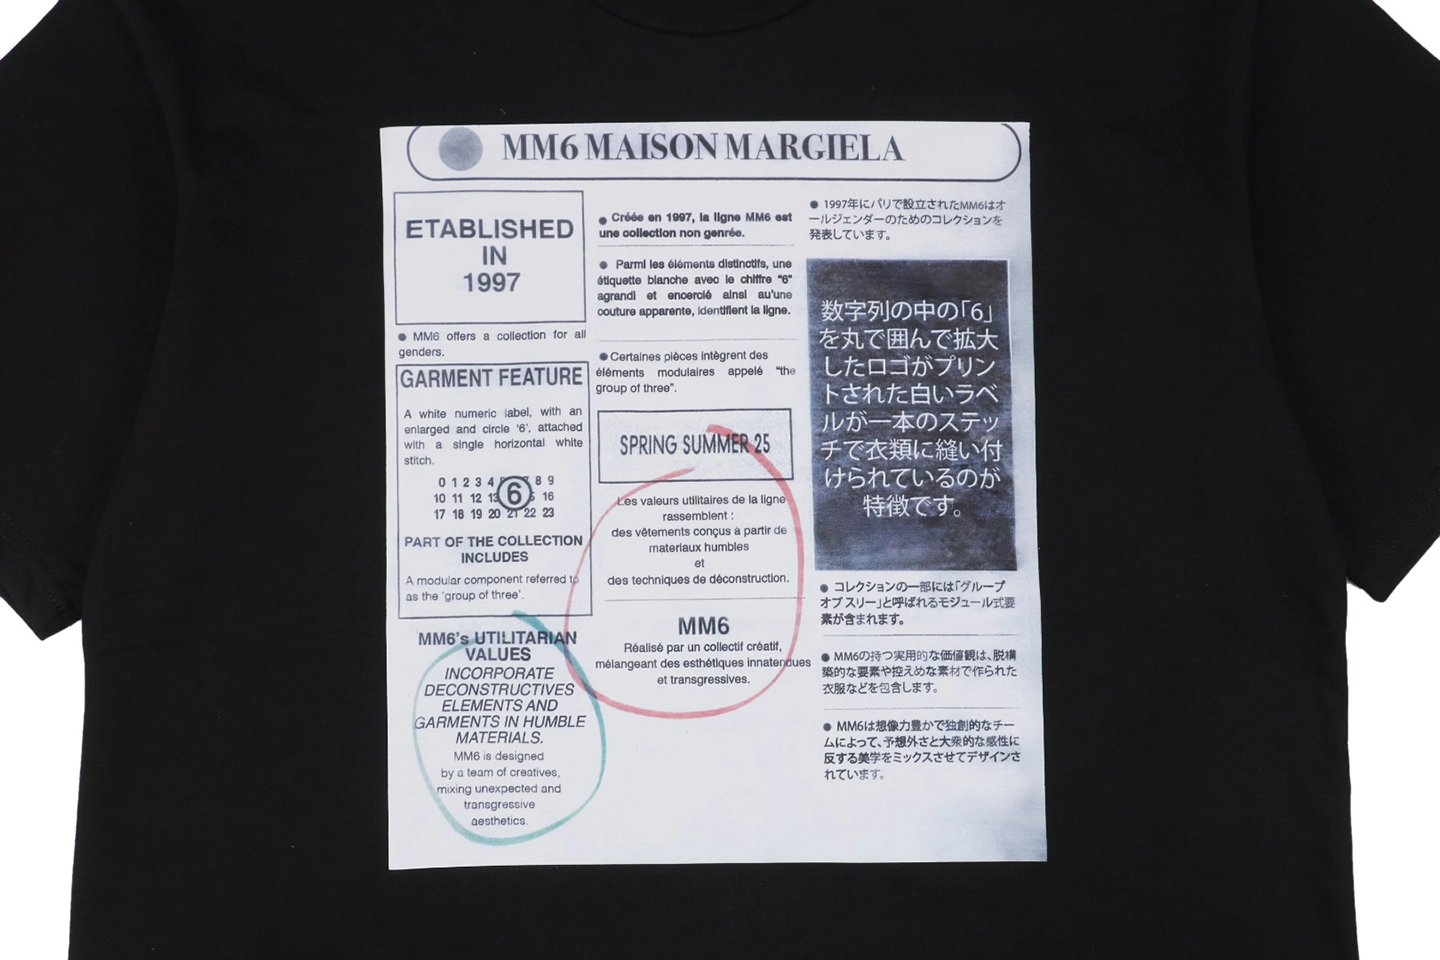 MM6 MAISON MARGIELA
ETABLISHED
IN
1997
● MM6 offers a collection for all
genders.
GARMENT FEATURE
A white numeric label, with an
enlarged and circle '6', attached
with a single horizontal white
stitch.
0 1 2 3 4 8 9
10 11 12 13 6 16
17 18 19 20 21 22 23
PART OF THE COLLECTION
INCLUDES
A modular component referred to
as the 'group of three'.
MM6's UTILITARIAN
VALUES
INCORPORATE
DECONSTRUCTIVES
ELEMENTS AND
GARMENTS IN HUMBLE
MATERIALS.
MM6 is designed
by a team of creatives,
mixing unexpected and
transgressive
aesthetics.
● Créée en 1997, la ligne MM6 est
une collection non genrée.
● Parmi les éléments distinctifs, une
étiquette blanche avec le chiffre "6"
agrandi et encerclé ainsi au'une
couture apparente, identifient la ligne.
● Certaines pièces intègrent des
éléments modulaires appelé "the
group of three".
SPRING SUMMER 25
Les valeurs utilitaires de la ligne
rassemblent :
des vêtements conçus à partir de
materiaux humbles
et
des techniques de déconstruction.
MM6
Réalisé par un collectif créatif,
mélangeant des esthétiques innatendues
et transgressives.
● 1997年にパリで設立されたMM6はオ
ールジェンダーのためのコレクションを
発表しています。
数字列の中の「6」
を丸で囲んで拡大
したロゴがプリン
トされた白いラベ
ルが一本のステッ
チで衣類に縫い付
けられているのが
特徴です。
● コレクションの一部には「グループ
オブ スリー」と呼ばれるモジュール式要
素が含まれます。
● MM6の持つ実用的な価値観は、脱構
築的な要素や控えめな素材で作られた
衣服などを包含します。
● MM6は想像力豊かで独創的なチー
ムによって、予想外さと大衆的な感性に
反する美学をミックスさせてデザインさ
れています。